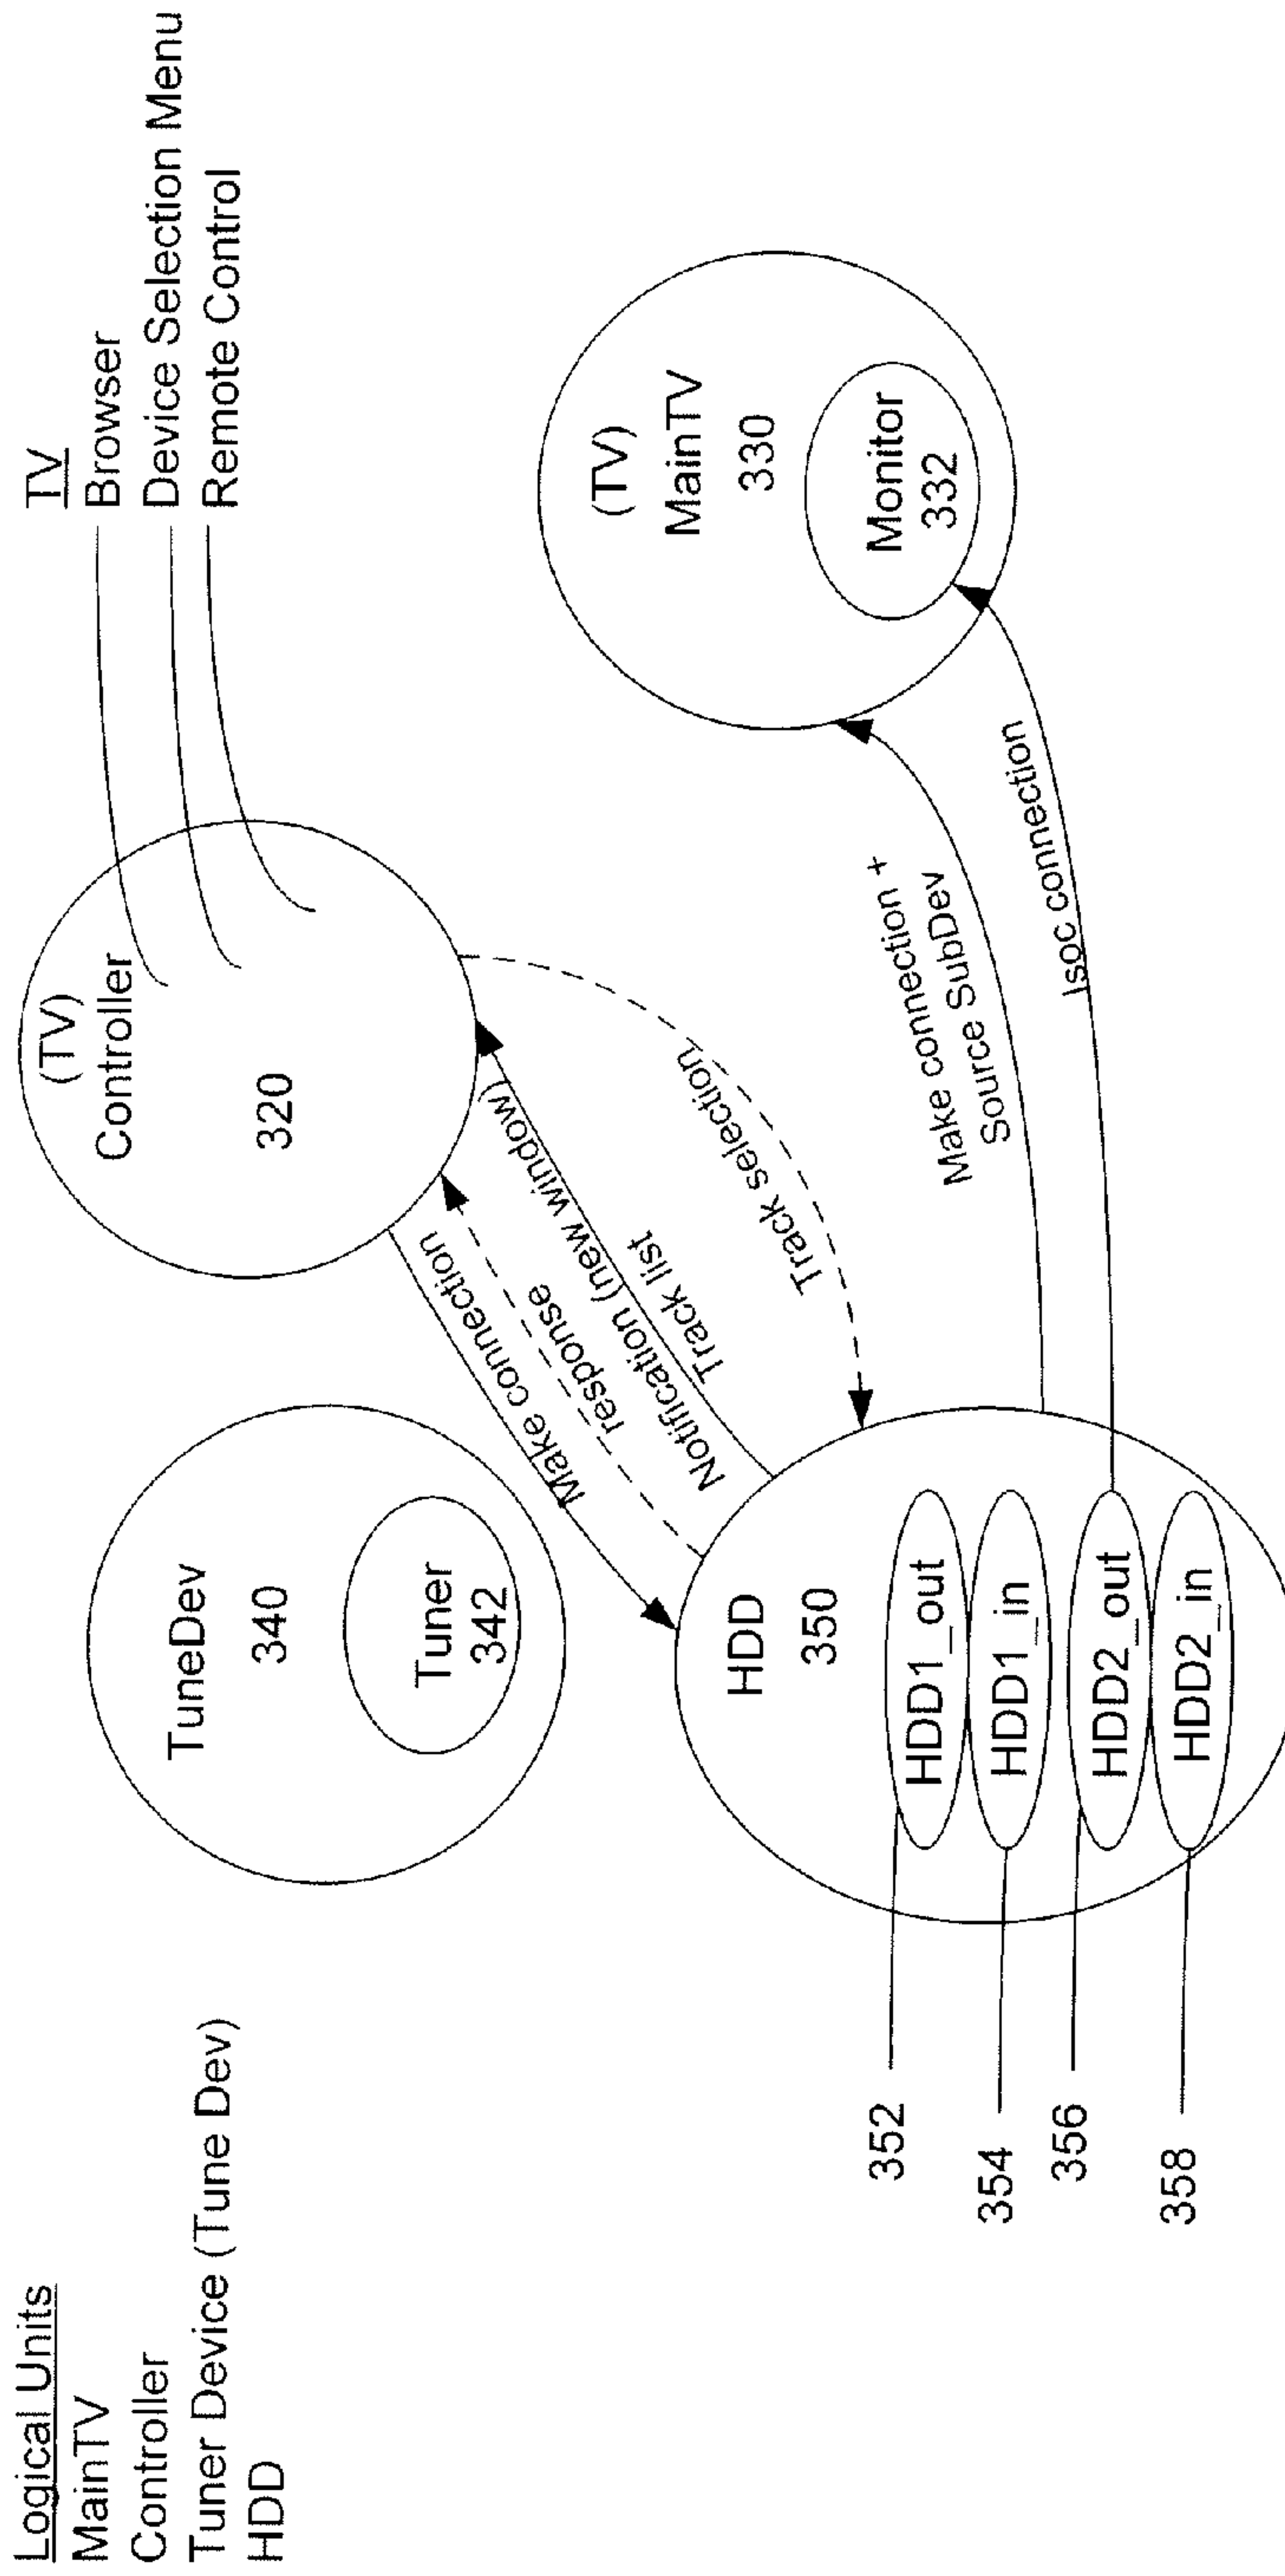 Logical Units
MainTV
Controller
Tuner Device (Tune Dev)
HDD
TV
Browser
Device Selection Menu
Remote Control
(TV)
Controller
320
TuneDev
340
Tuner
342
Make connection
response
Notification (new window)
Track list
Track selection
(TV)
MainTV
330
Monitor
332
HDD
350
HDD1_out
HDD1_in
HDD2_out
HDD2_in
352
354
356
358
Make connection +
Source SubDev
Isoc connection